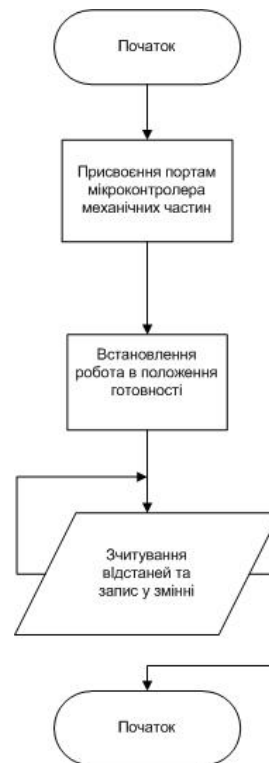 Початок
Присвоєння портам
мікроконтролера
механічних частин
Встановлення
робота в положення
готовності
Зчитування
відстаней та
запис у змінні
Початок